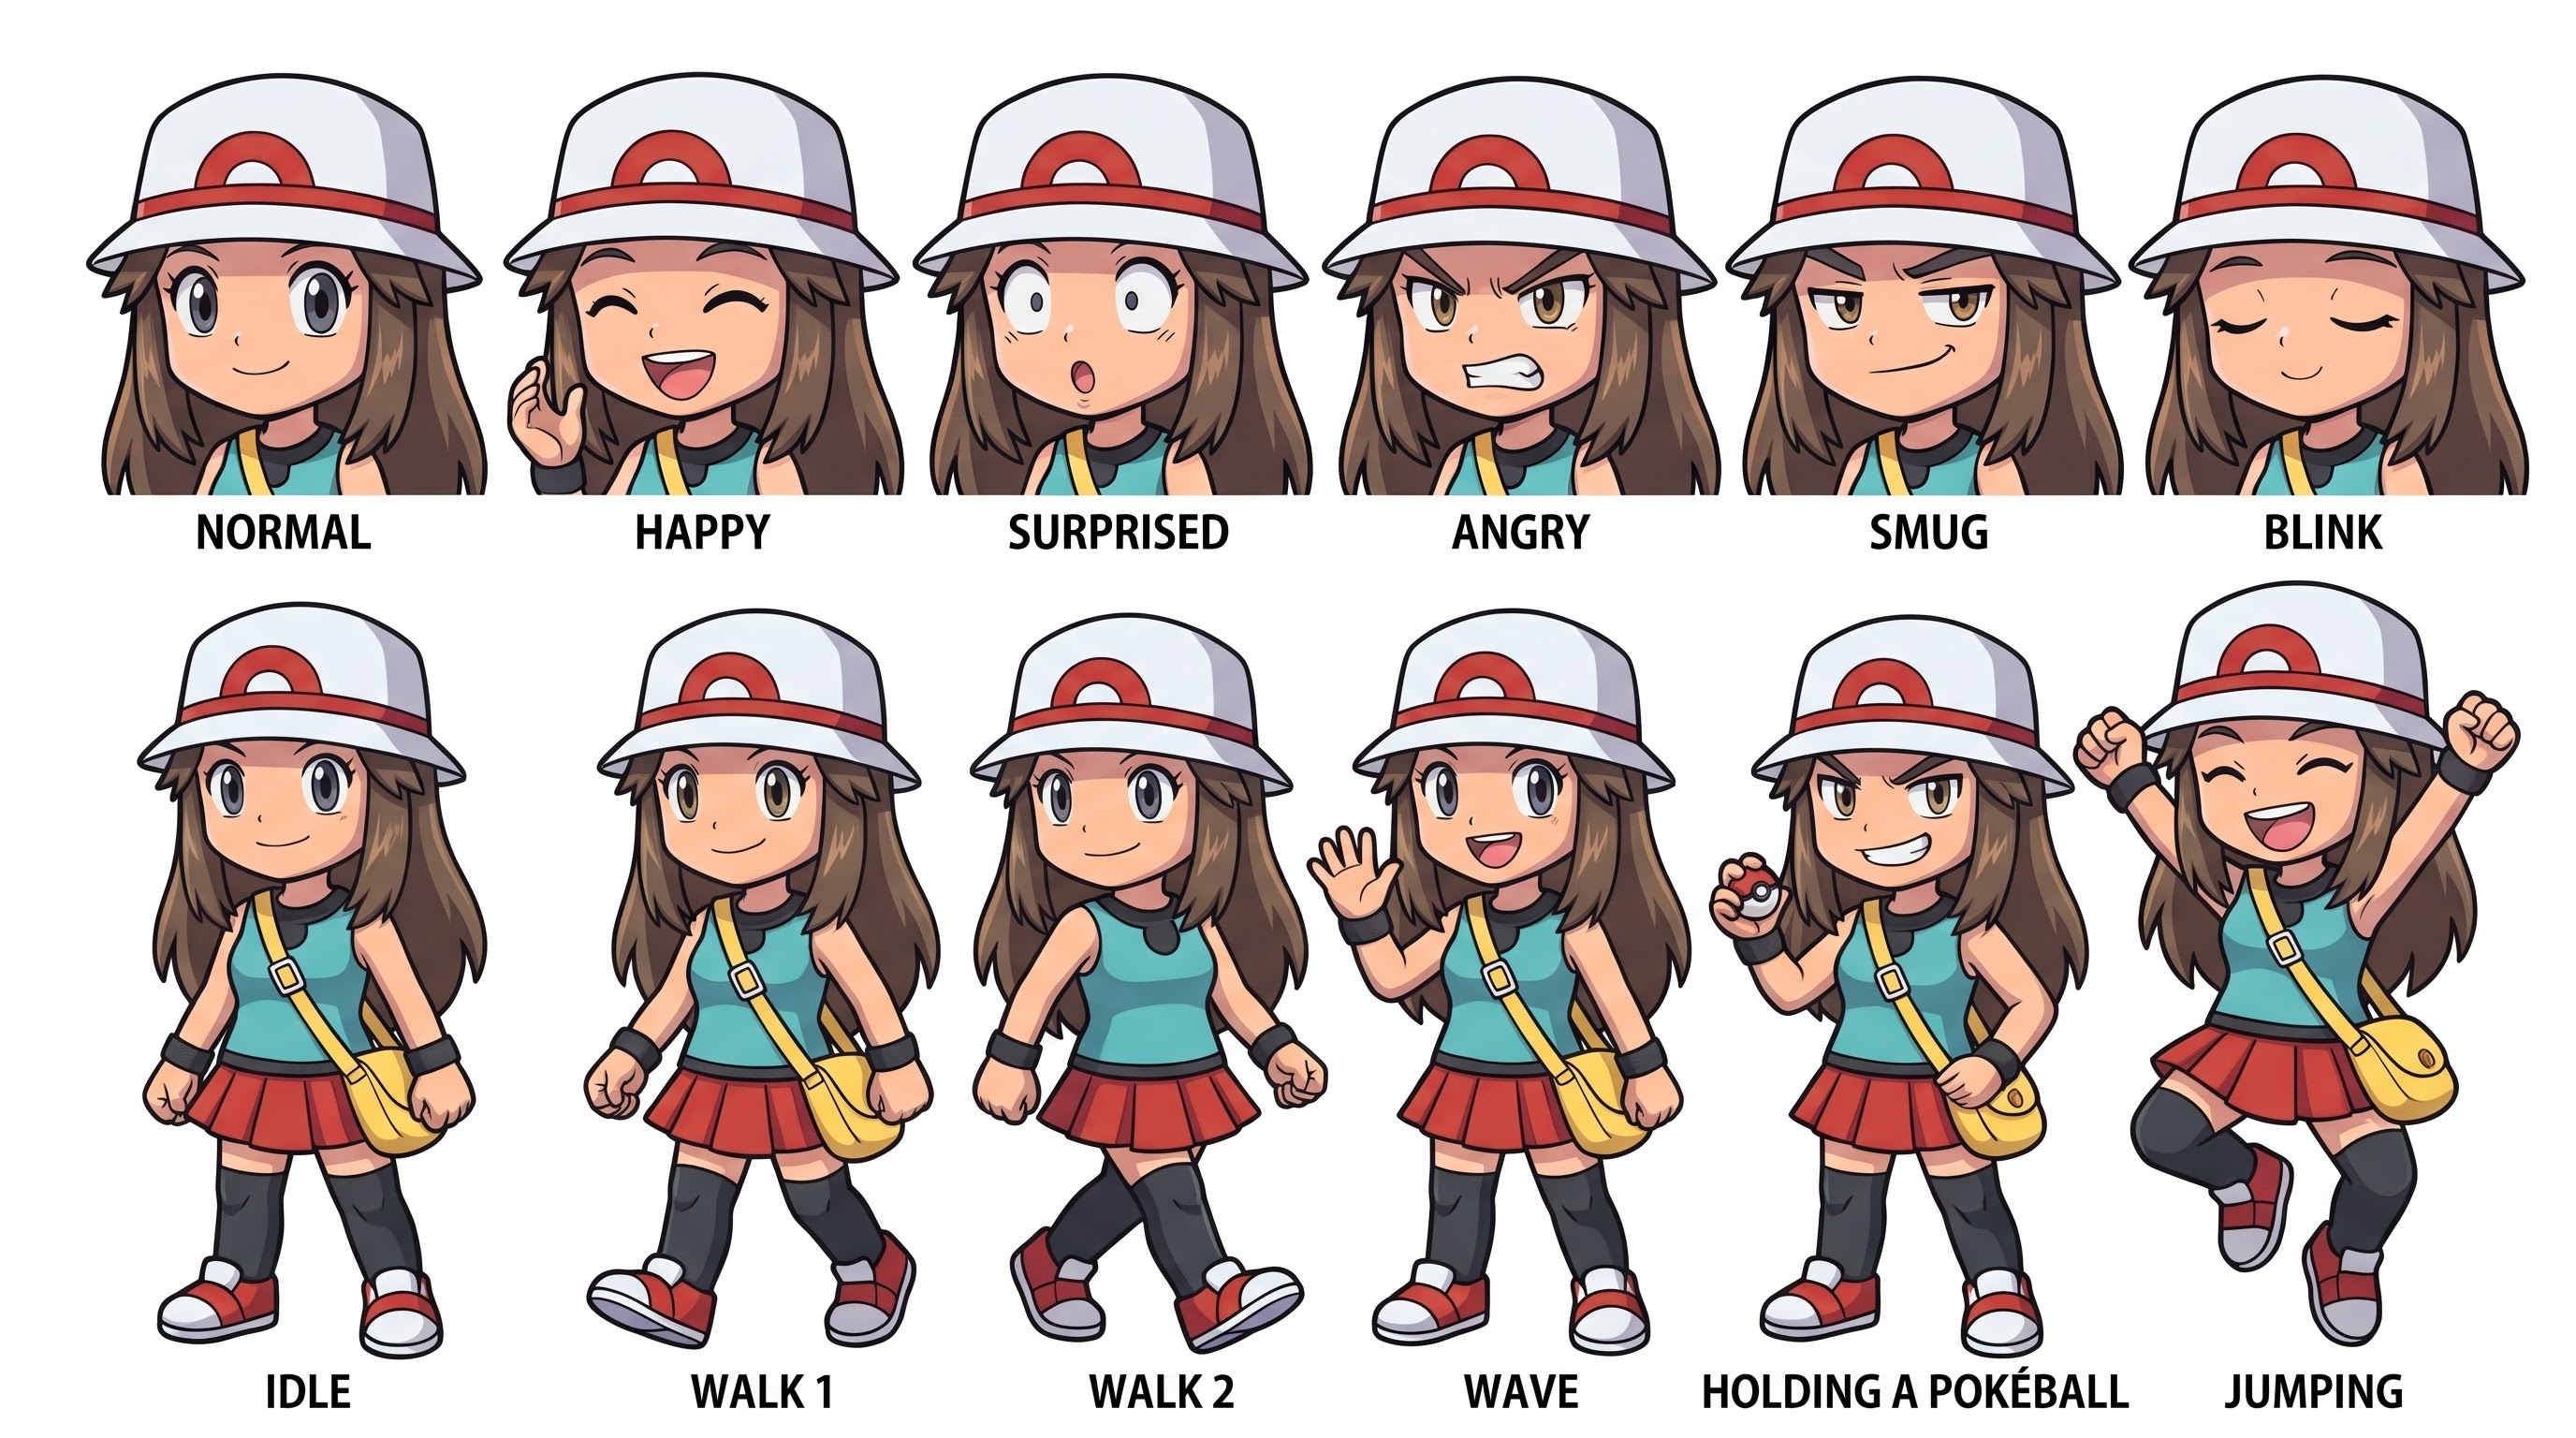 NORMAL
HAPPY
SURPRISED
ANGRY
SMUG
BLINK
IDLE
WALK 1
WALK 2
WAVE
HOLDING A POKÉBALL
JUMPING